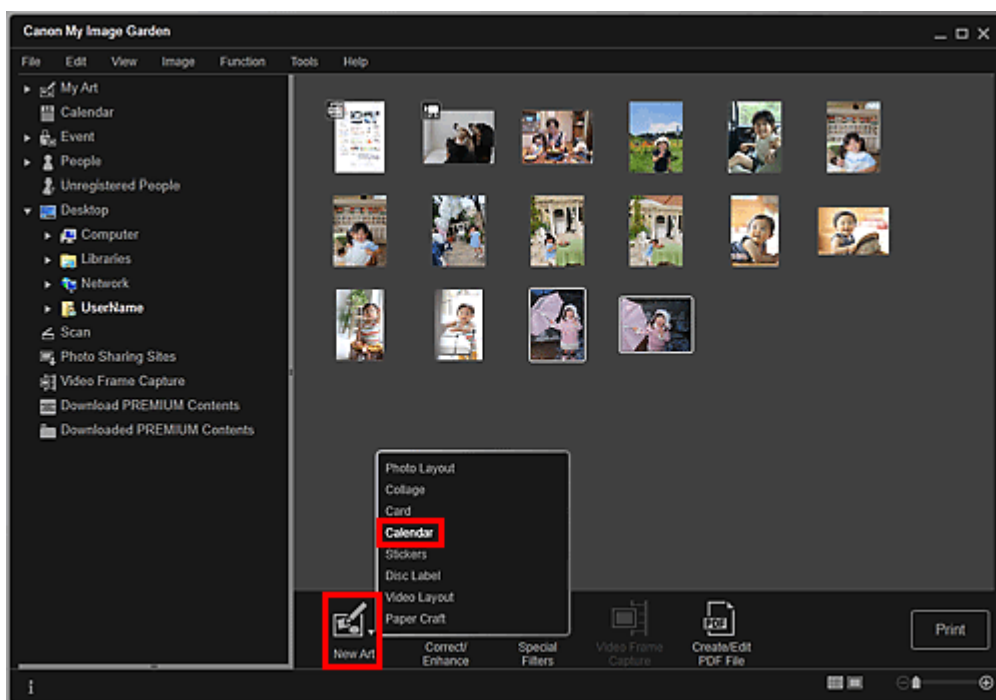 Canon My Image Garden
File Edit View Image Function Tools Help
My Art
Calendar
Event
People
Unregistered People
Desktop
Computer
Libraries
Network
UserName
Scan
Photo Sharing Sites
Video Frame Capture
Download PREMIUM Contents
Downloaded PREMIUM Contents
Photo Layout
Collage
Card
Calendar
Stickers
Disc Label
Video Layout
Paper Craft
New Art
Correct/
Enhance
Special
Filters
Video Frame
Capture
PDF
Create/Edit
PDF File
Print